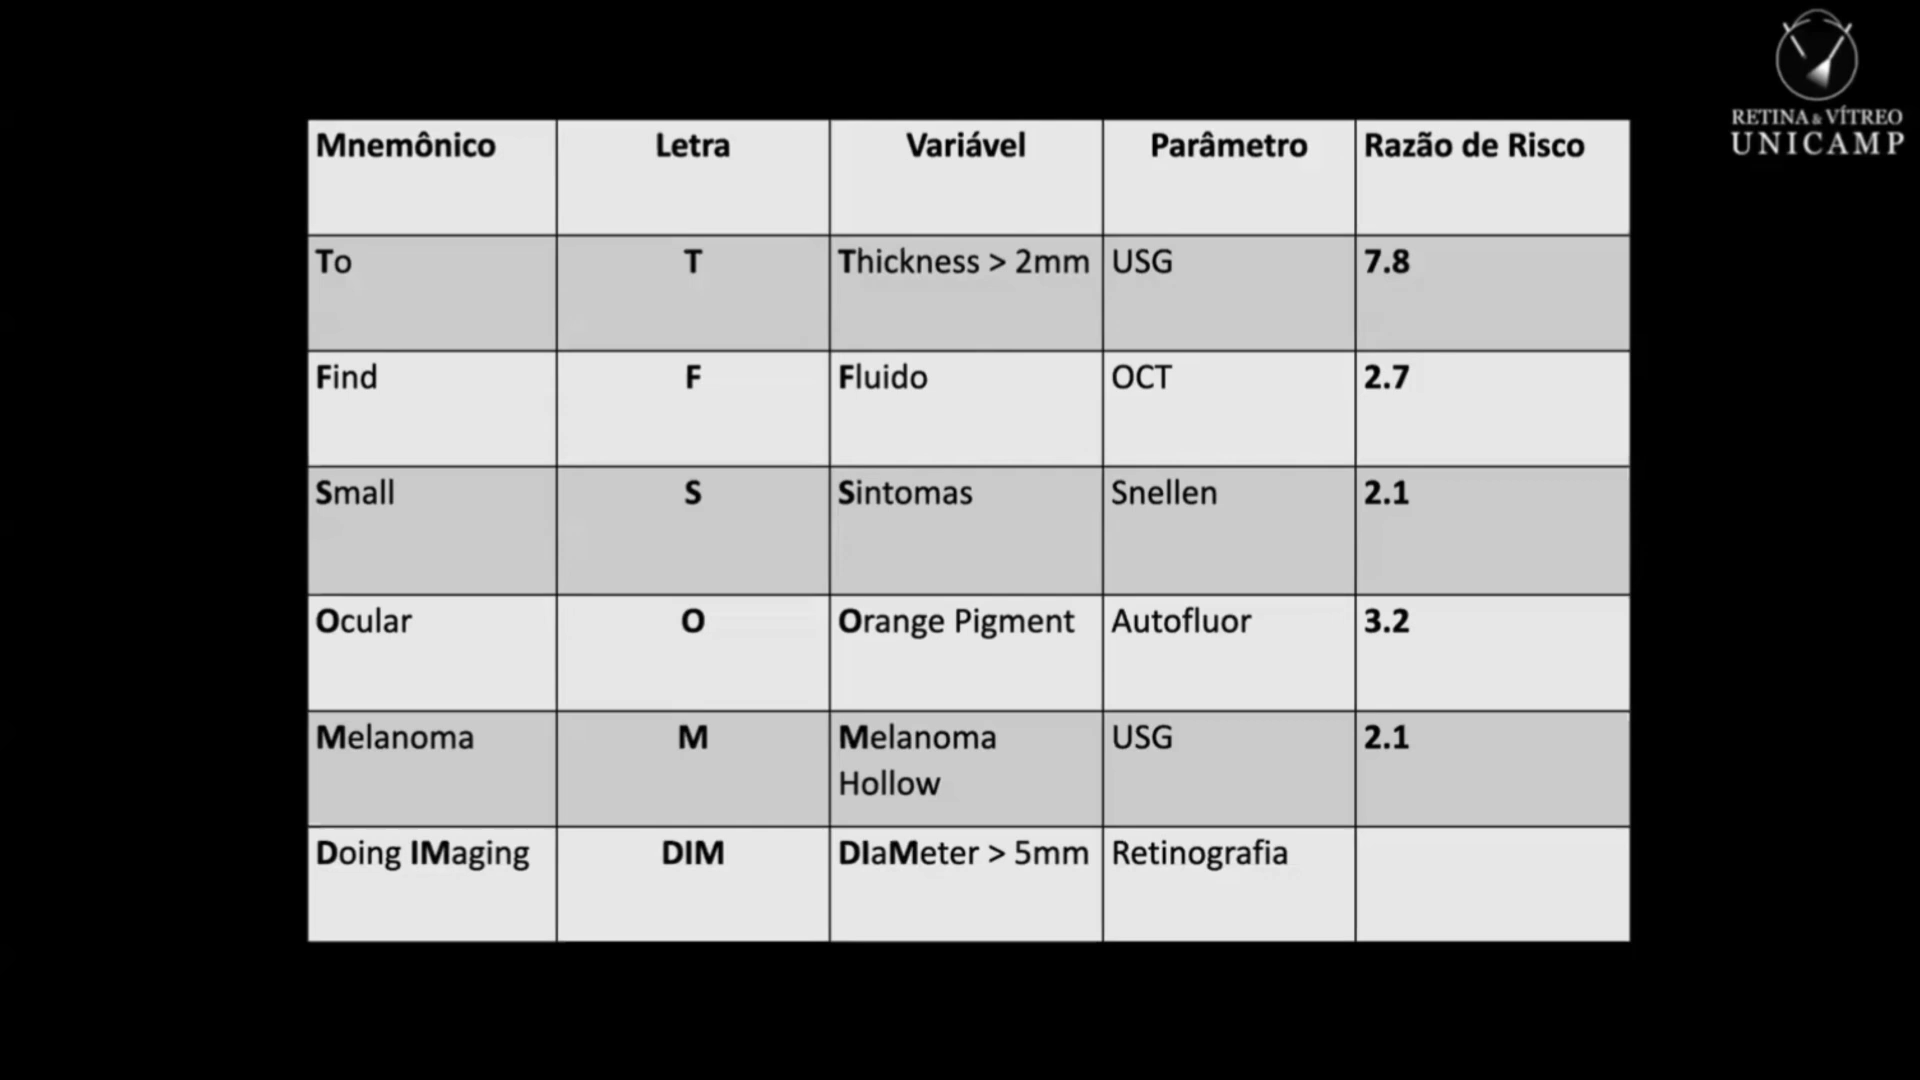 RETINA & VÍTREO
UNICAMP
Mnemônico Letra Variável Parâmetro Razão de Risco
To T Thickness > 2mm USG 7.8
Find F Fluido OCT 2.7
Small S Sintomas Snellen 2.1
Ocular O Orange Pigment Autofluor 3.2
Melanoma M Melanoma USG 2.1
Hollow
Doing IMaging DIM DIaMeter > 5mm Retinografia